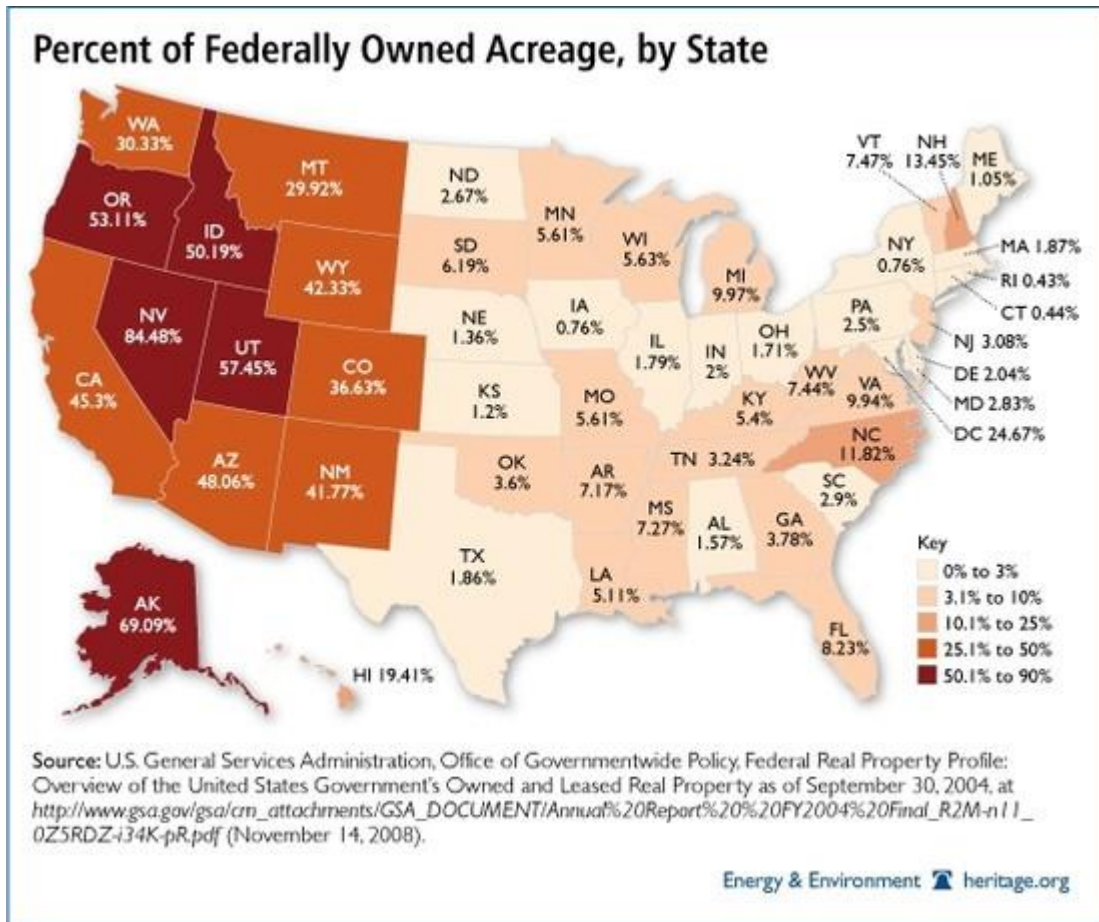 Percent of Federally Owned Acreage, by State
WA
30.33%
MT
29.92%
ND
2.67%
VT
7.47%
NH
13.45%
ME
1.05%
OR
53.11%
ID
50.19%
MN
5.61%
SD
6.19%
WI
5.63%
WY
42.33%
MI
9.97%
NY
0.76%
MA 1.87%
RI 0.43%
CT 0.44%
NV
84.48%
UT
57.45%
NE
1.36%
IA
0.76%
PA
2.5%
NJ 3.08%
CA
45.3%
CO
36.63%
IL
1.79%
IN
2%
OH
1.71%
DE 2.04%
KS
1.2%
MO
5.61%
WV
7.44%
VA
9.94%
KY
5.4%
MD 2.83%
DC 24.67%
AZ
48.06%
NM
41.77%
OK
3.6%
AR
7.17%
TN 3.24%
NC
11.82%
SC
2.9%
MS
7.27%
AL
1.57%
GA
3.78%
TX
1.86%
LA
5.11%
FL
8.23%
AK
69.09%
HI 19.41%
Key
0% to 3%
3.1% to 10%
10.1% to 25%
25.1% to 50%
50.1% to 90%
Source: U.S. General Services Administration, Office of Governmentwide Policy, Federal Real Property Profile:
Overview of the United States Government's Owned and Leased Real Property as of September 30, 2004, at
http://www.gsa.gov/gsa/cm_attachments/GSA_DOCUMENT/Annual%20Report%20%20FY2004%20Final_R2M-n11_
0Z5RDZ-i34K-pR.pdf (November 14, 2008).
Energy & Environment heritage.org